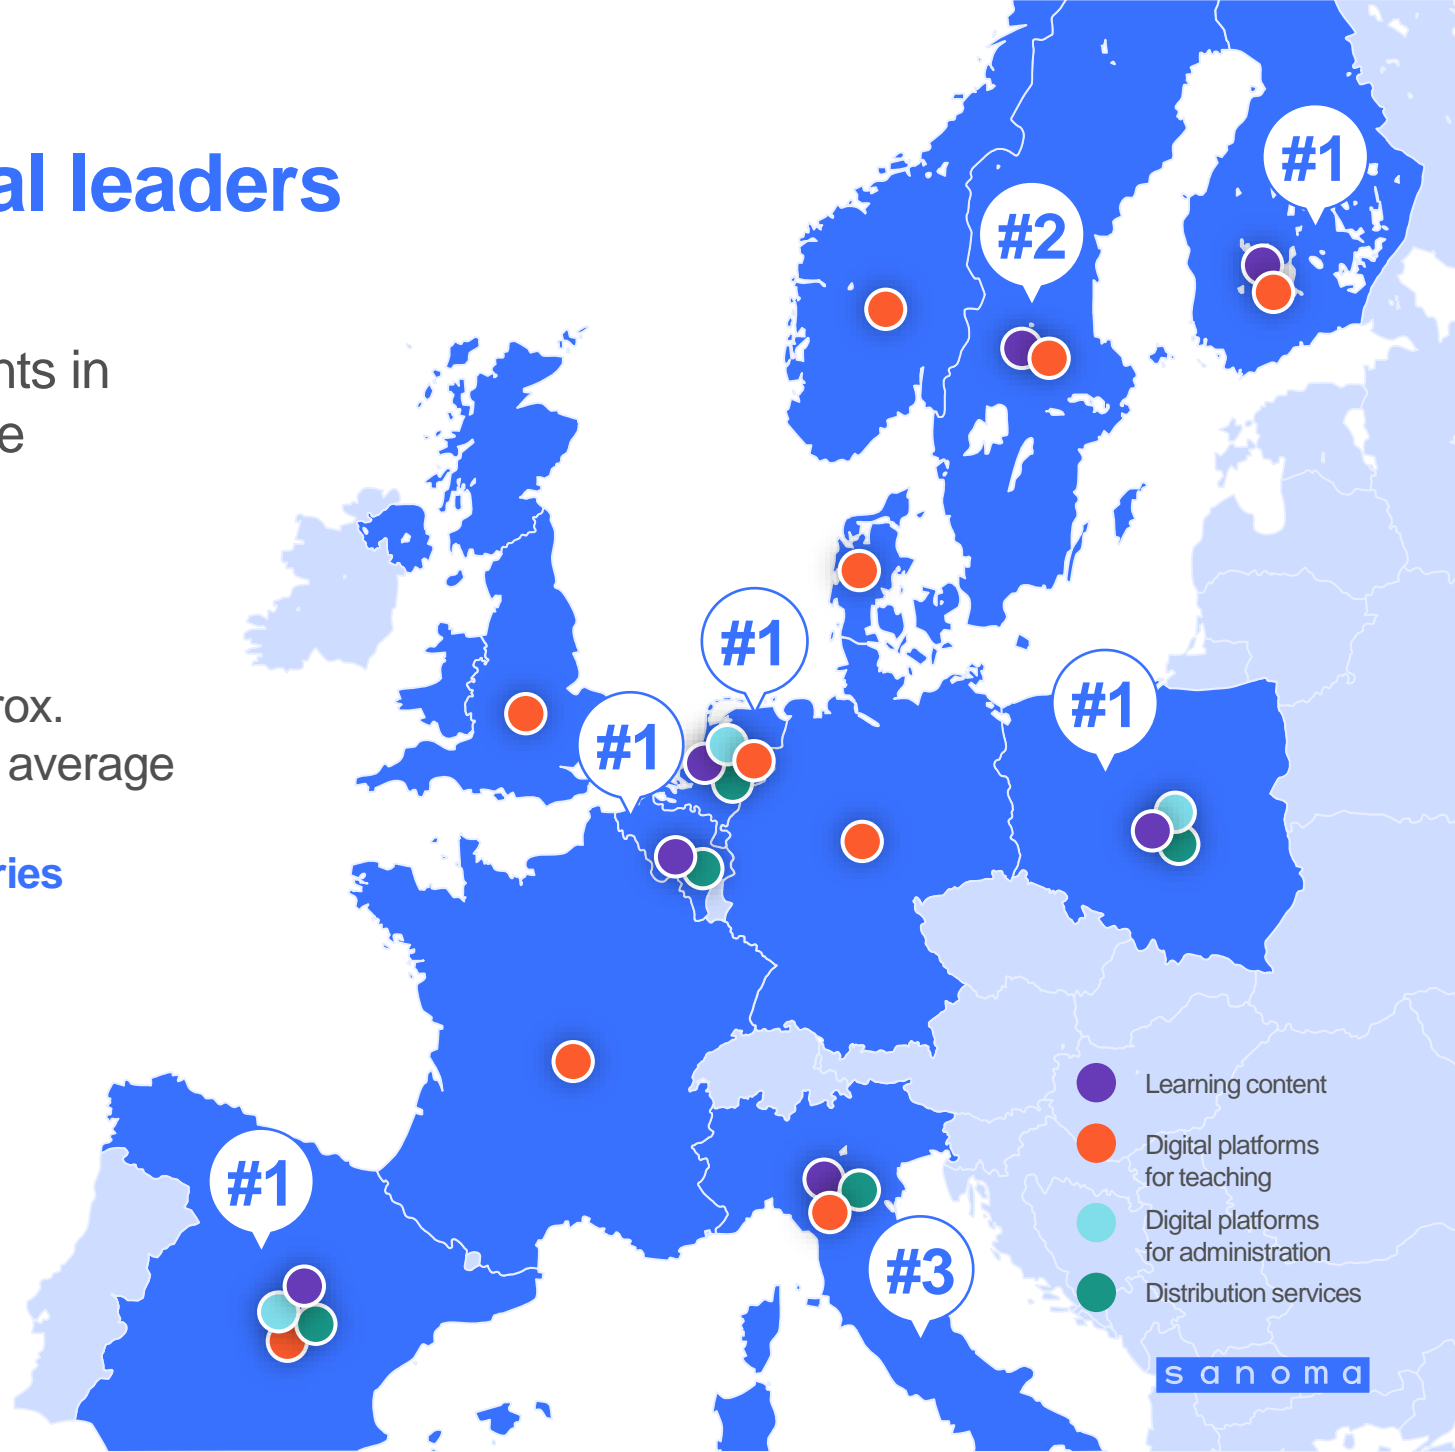 al leaders
nts in
e
rox.
average
ries
#1
#2
#1
#1
#1
#1
#3
Learning content
Digital platforms
for teaching
Digital platforms
for administration
Distribution services
sanoma